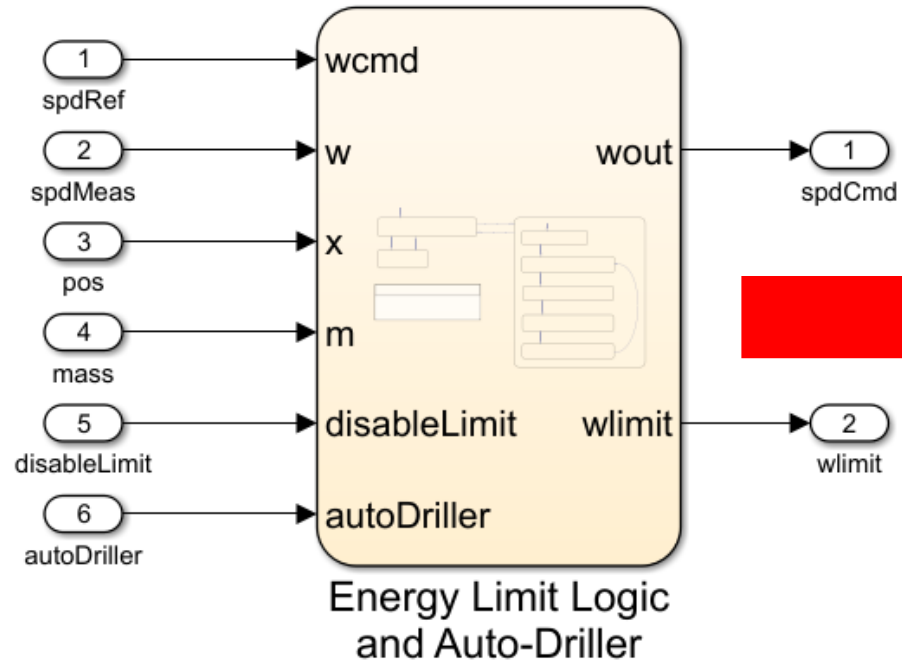 1
spdRef
wcmd
2
spdMeas
w
wout
1
spdCmd
3
pos
x
4
mass
m
5
disableLimit
disableLimit
wlimit
2
wlimit
6
autoDriller
autoDriller
Energy Limit Logic
and Auto-Driller